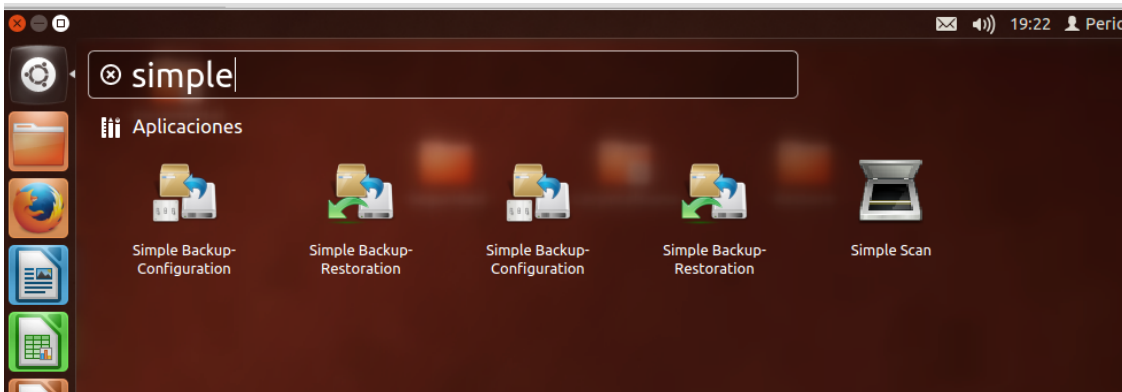 19:22 Peric
simple
Aplicaciones
Simple Backup-
Configuration
Simple Backup-
Restoration
Simple Backup-
Configuration
Simple Backup-
Restoration
Simple Scan